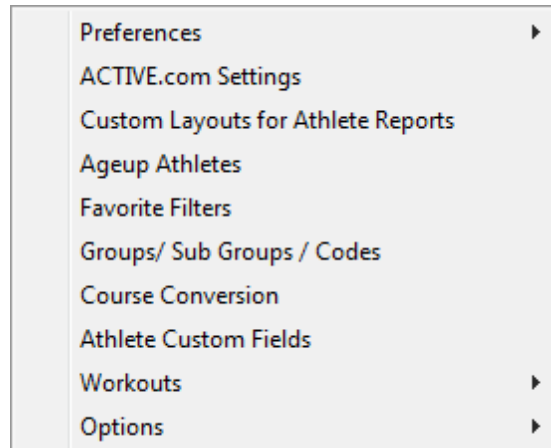 Preferences
ACTIVE.com Settings
Custom Layouts for Athlete Reports
Ageup Athletes
Favorite Filters
Groups/ Sub Groups / Codes
Course Conversion
Athlete Custom Fields
Workouts
Options